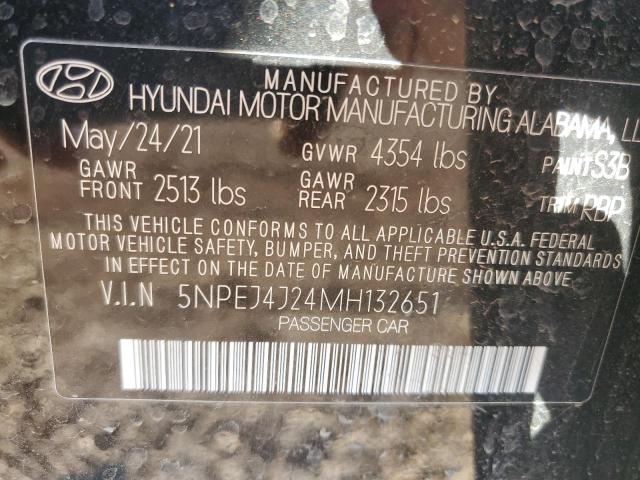 MANUFACTURED BY
HYUNDAI MOTOR MANUFACTURING ALABAMA, LL
May/24/21 GVWR 4354 lbs PAINT S3B
GAWR FRONT 2513 lbs GAWR REAR 2315 lbs TRIM RBP
THIS VEHICLE CONFORMS TO ALL APPLICABLE U.S.A. FEDERAL
MOTOR VEHICLE SAFETY, BUMPER, AND THEFT PREVENTION STANDARDS
IN EFFECT ON THE DATE OF MANUFACTURE SHOWN ABOVE
V.I.N 5NPEJ4J24MH132651
PASSENGER CAR